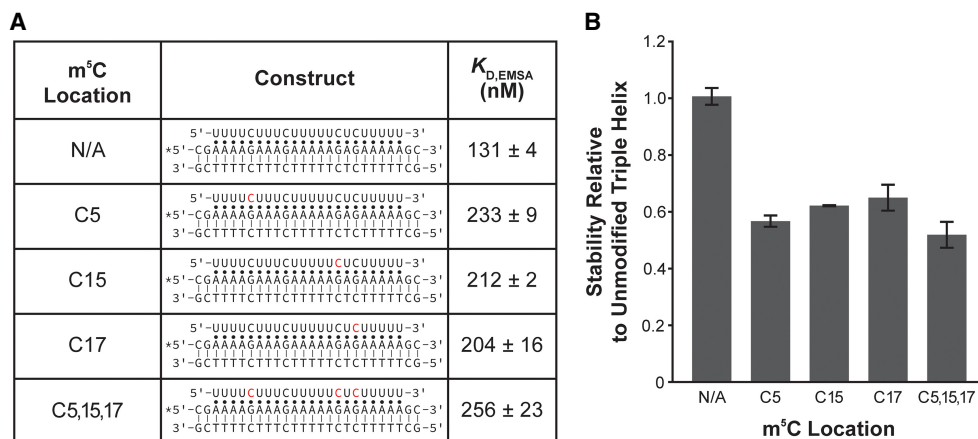 A
m⁵C Location
Construct
K_D,EMSA (nM)
N/A
5'-UUUUCUUUCUUUUUCUCUUUUU-3'
*5'-CGAAAAGAAAGAAAAAGAGAAAAAGC-3'
3'-GCTTTTCTTTCTTTTTCTCTTTTTCG-5'
131 ± 4
C5
5'-UUUUCUUUCUUUUUCUCUUUUU-3'
*5'-CGAAAAGAAAGAAAAAGAGAAAAAGC-3'
3'-GCTTTTCTTTCTTTTTCTCTTTTTCG-5'
233 ± 9
C15
5'-UUUUCUUUCUUUUUCUCUUUUU-3'
*5'-CGAAAAGAAAGAAAAAGAGAAAAAGC-3'
3'-GCTTTTCTTTCTTTTTCTCTTTTTCG-5'
212 ± 2
C17
5'-UUUUCUUUCUUUUUCUCUUUUU-3'
*5'-CGAAAAGAAAGAAAAAGAGAAAAAGC-3'
3'-GCTTTTCTTTCTTTTTCTCTTTTTCG-5'
204 ± 16
C5,15,17
5'-UUUUCUUUCUUUUUCUCUUUUU-3'
*5'-CGAAAAGAAAGAAAAAGAGAAAAAGC-3'
3'-GCTTTTCTTTCTTTTTCTCTTTTTCG-5'
256 ± 23
B
Stability Relative
to Unmodified Triple Helix
1.2
1.0
0.8
0.6
0.4
0.2
0
N/A
C5
C15
C17
C5,15,17
m⁵C Location